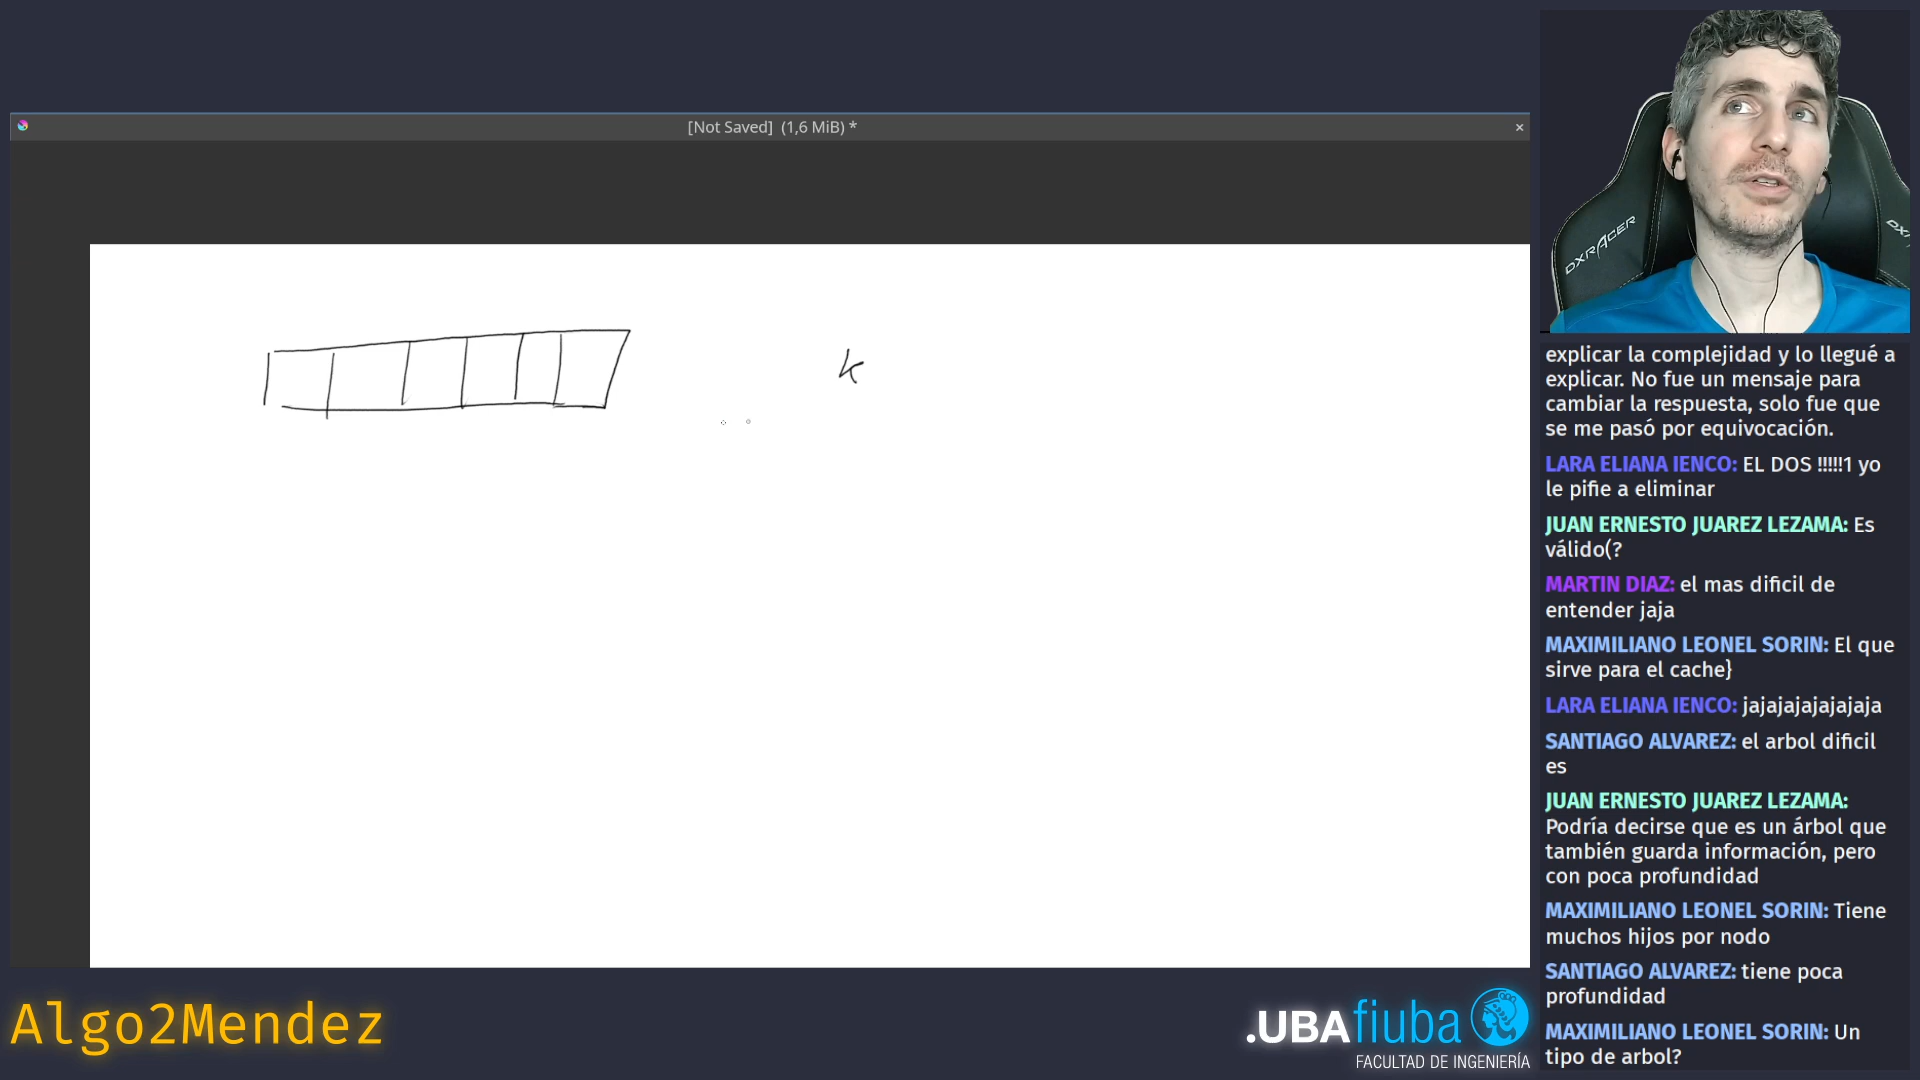 [Not Saved] (1,6 MiB) *
×
k
DXRACER
explicar la complejidad y lo llegué a
explicar. No fue un mensaje para
cambiar la respuesta, solo fue que
se me pasó por equivocación.
LARA ELIANA IENCO: EL DOS !!!!!1 yo
le pifie a eliminar
JUAN ERNESTO JUAREZ LEZAMA: Es
válido(?
MARTIN DIAZ: el mas dificil de
entender jaja
MAXIMILIANO LEONEL SORIN: El que
sirve para el cache}
LARA ELIANA IENCO: jajajajajajajaja
SANTIAGO ALVAREZ: el arbol dificil
es
JUAN ERNESTO JUAREZ LEZAMA:
Podría decirse que es un árbol que
también guarda información, pero
con poca profundidad
MAXIMILIANO LEONEL SORIN: Tiene
muchos hijos por nodo
SANTIAGO ALVAREZ: tiene poca
profundidad
MAXIMILIANO LEONEL SORIN: Un
tipo de arbol?
Algo2Mendez
.UBAfiuba
FACULTAD DE INGENIERÍA